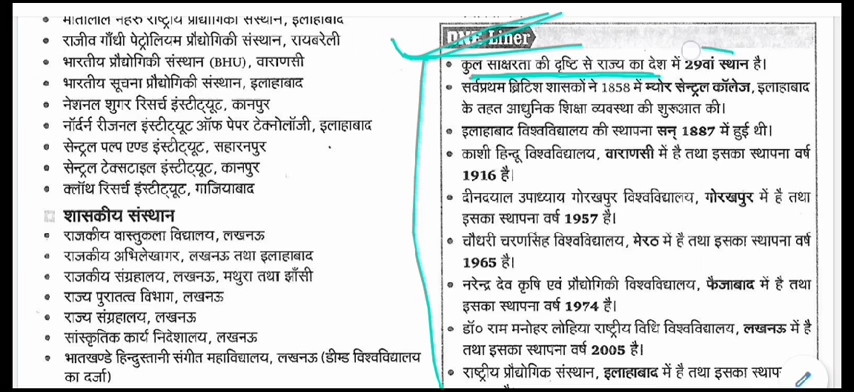 मोतीलाल नेहरू राष्ट्रीय प्रौद्योगिकी संस्थान, इलाहाबाद
राजीव गाँधी पेट्रोलियम प्रौद्योगिकी संस्थान, रायबरेली
भारतीय प्रौद्योगिकी संस्थान (BHU), वाराणसी
भारतीय सूचना प्रौद्योगिकी संस्थान, इलाहाबाद
नेशनल शुगर रिसर्च इंस्टीट्यूट, कानपुर
नॉर्दर्न रीजनल इंस्टीट्यूट ऑफ पेपर टेक्नोलॉजी, इलाहाबाद
सेन्ट्रल पल्प एण्ड इंस्टीट्यूट, सहारनपुर
सेन्ट्रल टेक्सटाइल इंस्टीट्यूट, कानपुर
क्लॉथ रिसर्च इंस्टीट्यूट, गाजियाबाद
शासकीय संस्थान
राजकीय वास्तुकला विद्यालय, लखनऊ
राजकीय अभिलेखागर, लखनऊ तथा इलाहाबाद
राजकीय संग्रहालय, लखनऊ, मथुरा तथा झाँसी
राज्य पुरातत्व विभाग, लखनऊ
राज्य संग्रहालय, लखनऊ
सांस्कृतिक कार्य निदेशालय, लखनऊ
भातखण्डे हिन्दुस्तानी संगीत महाविद्यालय, लखनऊ (डीम्ड विश्वविद्यालय
का दर्जा)
One Liner
कुल साक्षरता की दृष्टि से राज्य का देश में 29वां स्थान है।
सर्वप्रथम ब्रिटिश शासकों ने 1858 में म्योर सेन्ट्रल कॉलेज, इलाहाबाद
के तहत आधुनिक शिक्षा व्यवस्था की शुरूआत की।
इलाहाबाद विश्वविद्यालय की स्थापना सन् 1887 में हुई थी।
काशी हिन्दू विश्वविद्यालय, वाराणसी में है तथा इसका स्थापना वर्ष
1916 है।
दीनदयाल उपाध्याय गोरखपुर विश्वविद्यालय, गोरखपुर में है तथा
इसका स्थापना वर्ष 1957 है।
चौधरी चरणसिंह विश्वविद्यालय, मेरठ में है तथा इसका स्थापना वर्ष
1965 है।
नरेन्द्र देव कृषि एवं प्रौद्योगिकी विश्वविद्यालय, फैजाबाद में है तथा
इसका स्थापना वर्ष 1974 है।
डॉ० राम मनोहर लोहिया राष्ट्रीय विधि विश्वविद्यालय, लखनऊ में है
तथा इसका स्थापना वर्ष 2005 है।
राष्ट्रीय प्रौद्योगिक संस्थान, इलाहाबाद में है तथा इसका